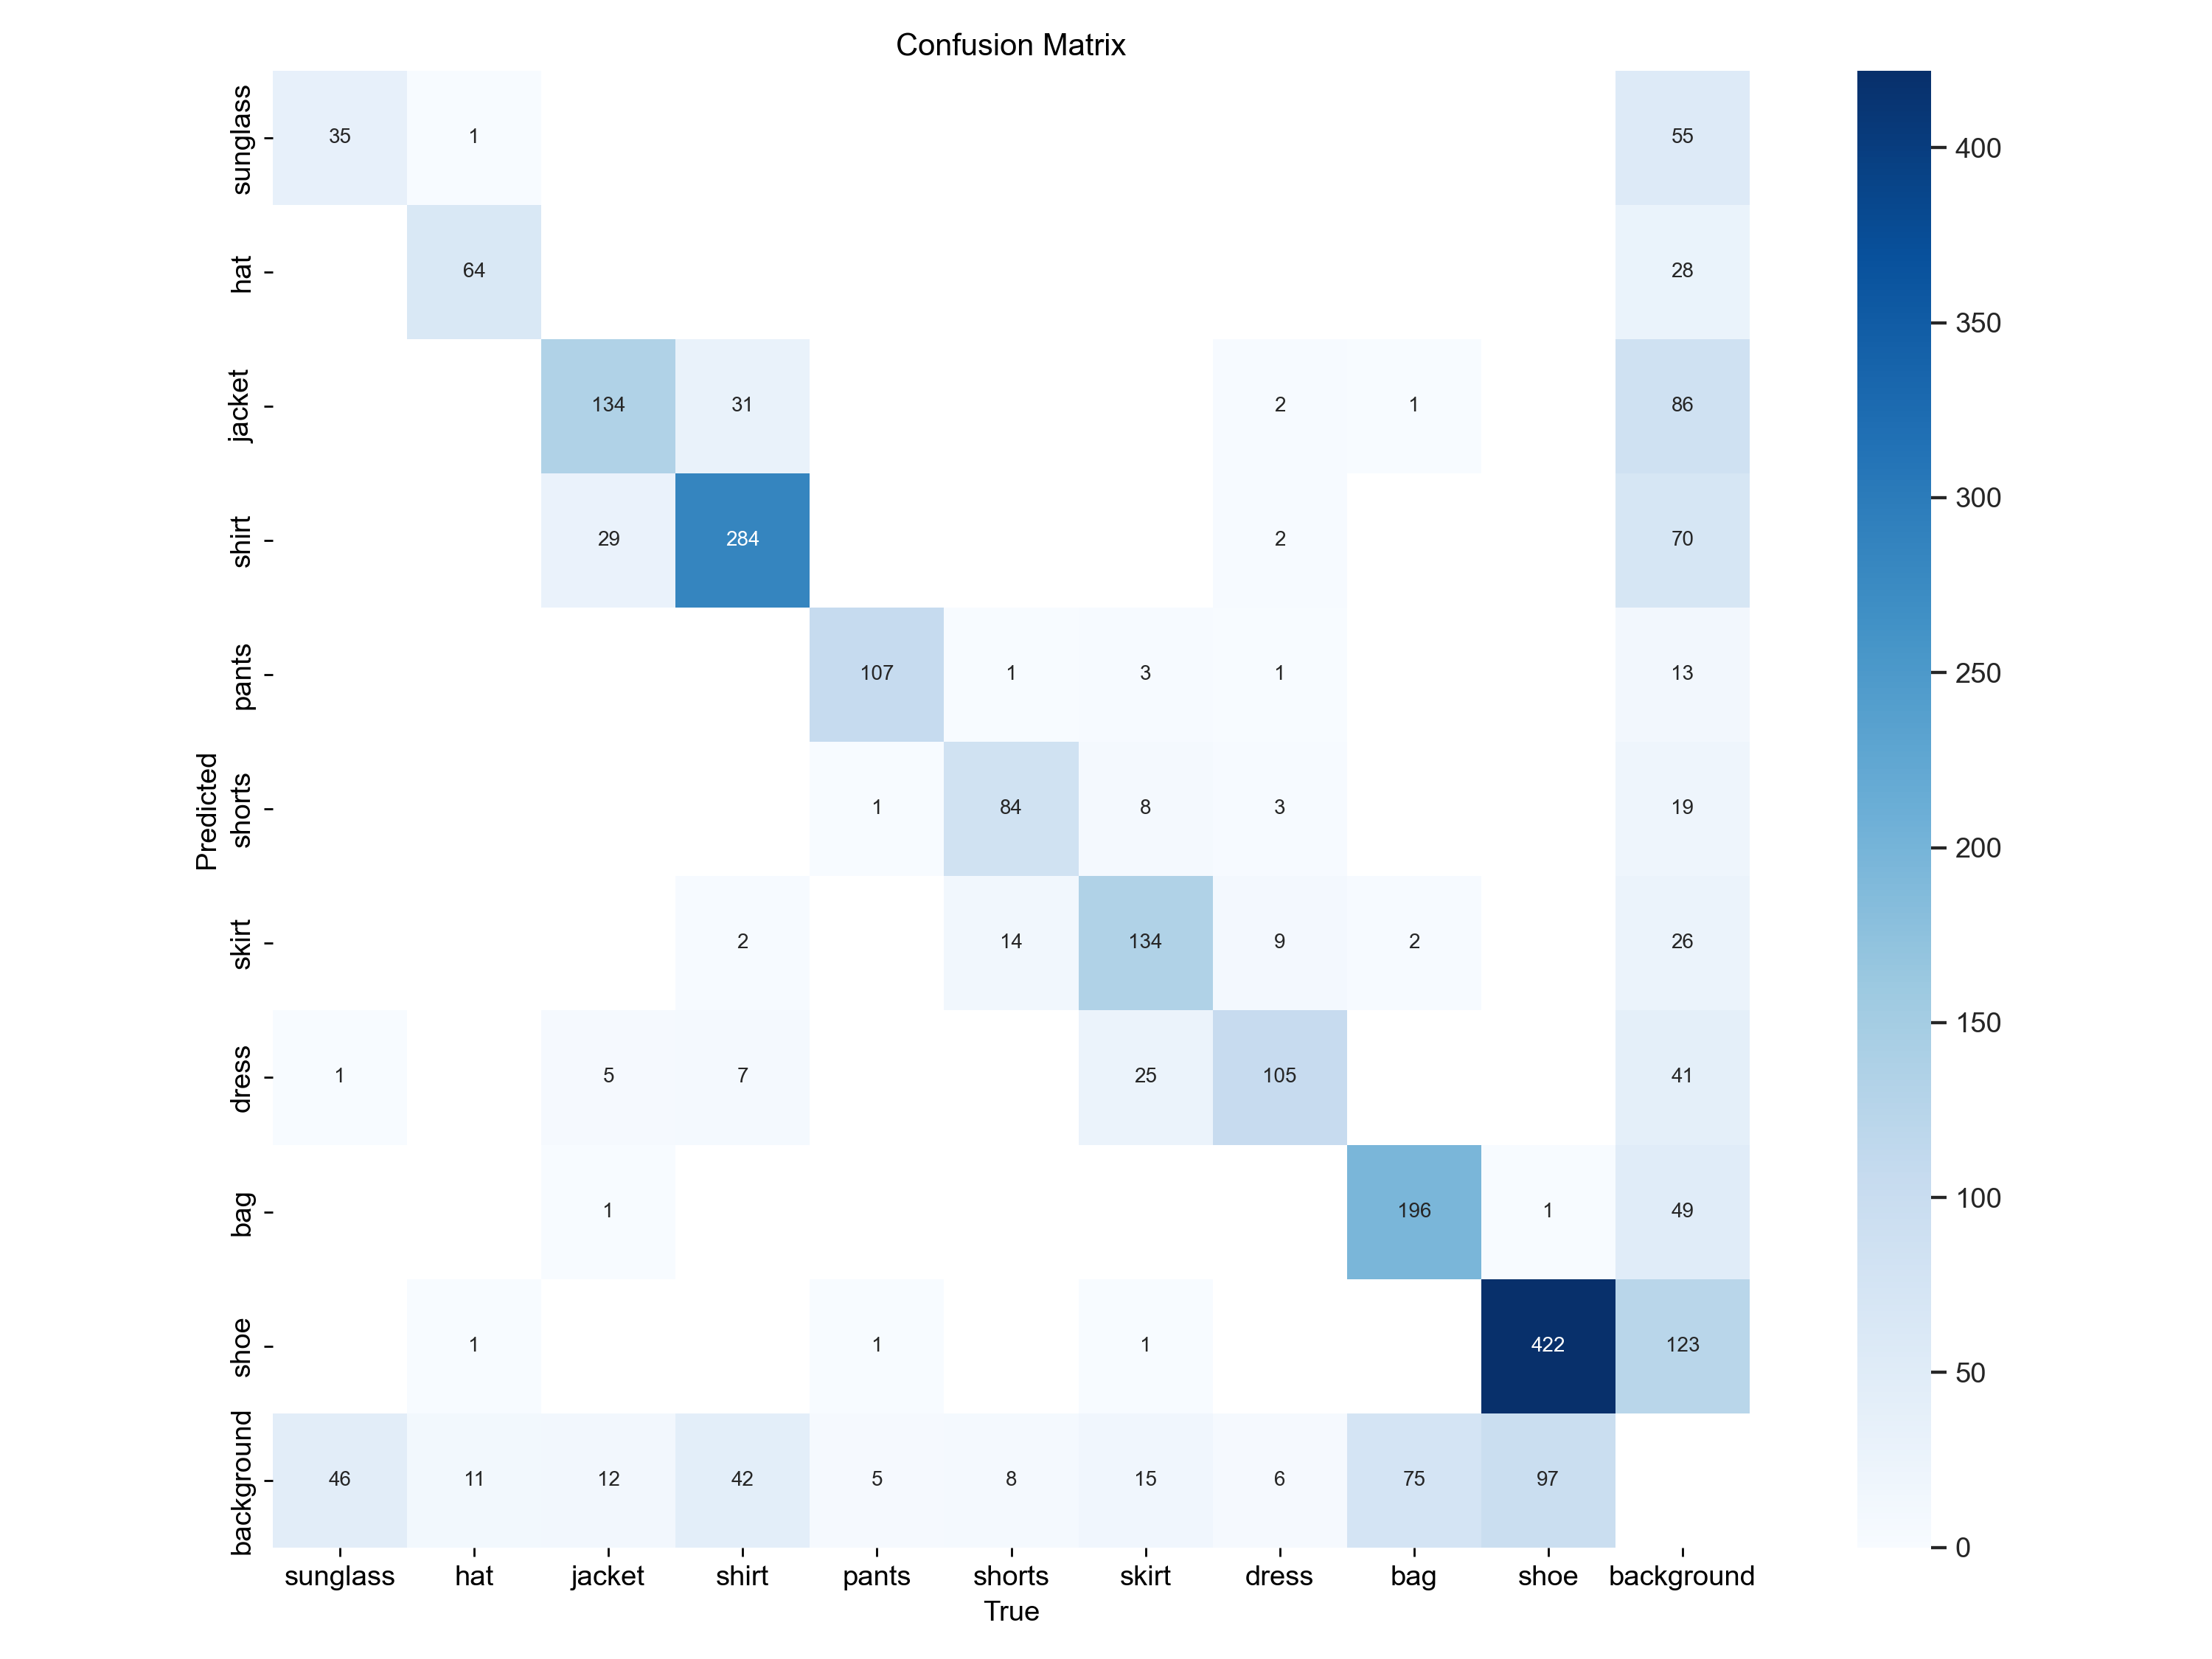 Confusion Matrix
sunglass 35 1 55
hat 64 28
jacket 134 31 2 1 86
shirt 29 284 2 70
pants 107 1 3 1 13
shorts 1 84 8 3 19
skirt 2 14 134 9 2 26
dress 1 5 7 25 105 41
bag 1 196 1 49
shoe 1 1 1 422 123
background 46 11 12 42 5 8 15 6 75 97
sunglass hat jacket shirt pants shorts skirt dress bag shoe background
True
Predicted
400
350
300
250
200
150
100
50
0